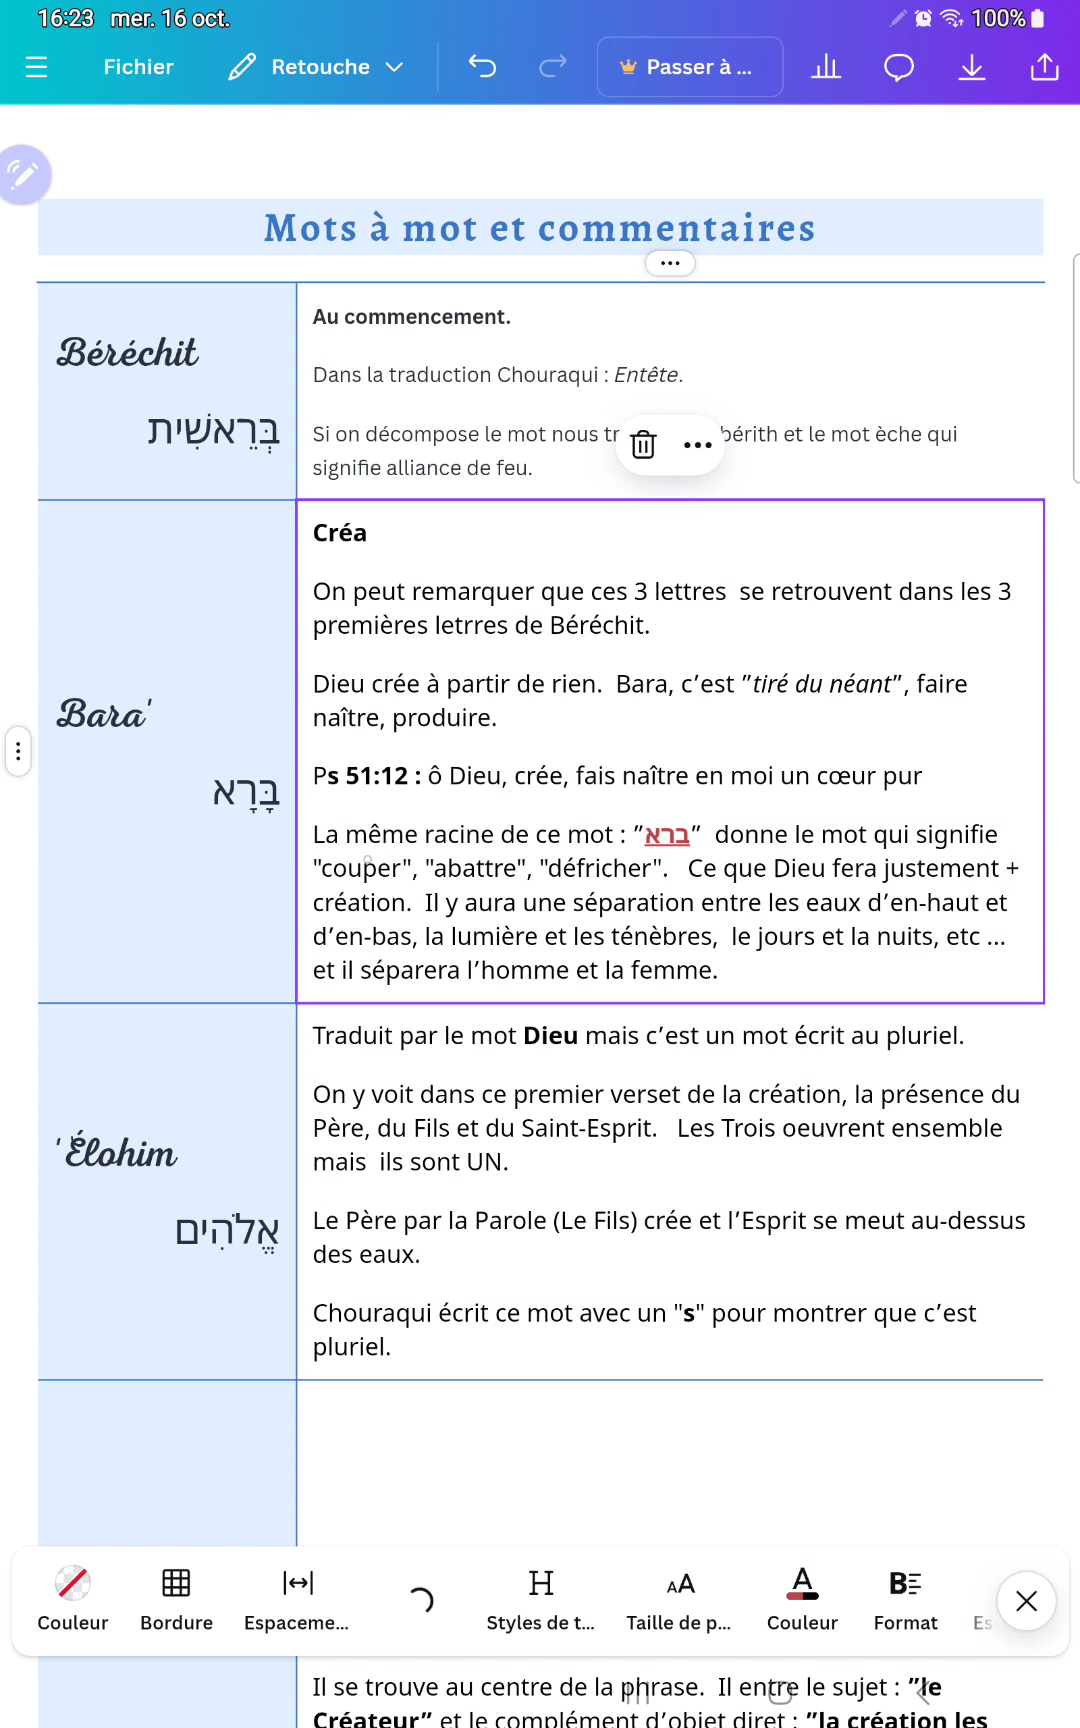 16:23 mer. 16 oct.
100%
Fichier
Retouche
Passer à ...
Mots à mot et commentaires
Béréchit
בְּרֵאשִׁית
Au commencement.
Dans la traduction Chouraqui : Entête.
Si on décompose le mot nous bérith et le mot èche qui
signifie alliance de feu.
Bara'
בָּרָא
Créa
On peut remarquer que ces 3 lettres se retrouvent dans les 3
premières letrres de Béréchit.
Dieu crée à partir de rien. Bara, c’est ”tiré du néant”, faire
naître, produire.
Ps 51:12 : ô Dieu, crée, fais naître en moi un cœur pur
La même racine de ce mot : ”ברא” donne le mot qui signifie
"couper", "abattre", "défricher". Ce que Dieu fera justement +
création. Il y aura une séparation entre les eaux d’en-haut et
d’en-bas, la lumière et les ténèbres, le jours et la nuits, etc ...
et il séparera l’homme et la femme.
'Élohim
אֱלֹהִים
Traduit par le mot Dieu mais c’est un mot écrit au pluriel.
On y voit dans ce premier verset de la création, la présence du
Père, du Fils et du Saint-Esprit. Les Trois oeuvrent ensemble
mais ils sont UN.
Le Père par la Parole (Le Fils) crée et l’Esprit se meut au-dessus
des eaux.
Chouraqui écrit ce mot avec un "s" pour montrer que c’est
pluriel.
Couleur
Bordure
Espaceme...
Styles de t...
Taille de p...
Couleur
Format
Es
Il se trouve au centre de la phrase. Il entre le sujet : ”le
Créateur” et le complément d’objet diret : ”la création les